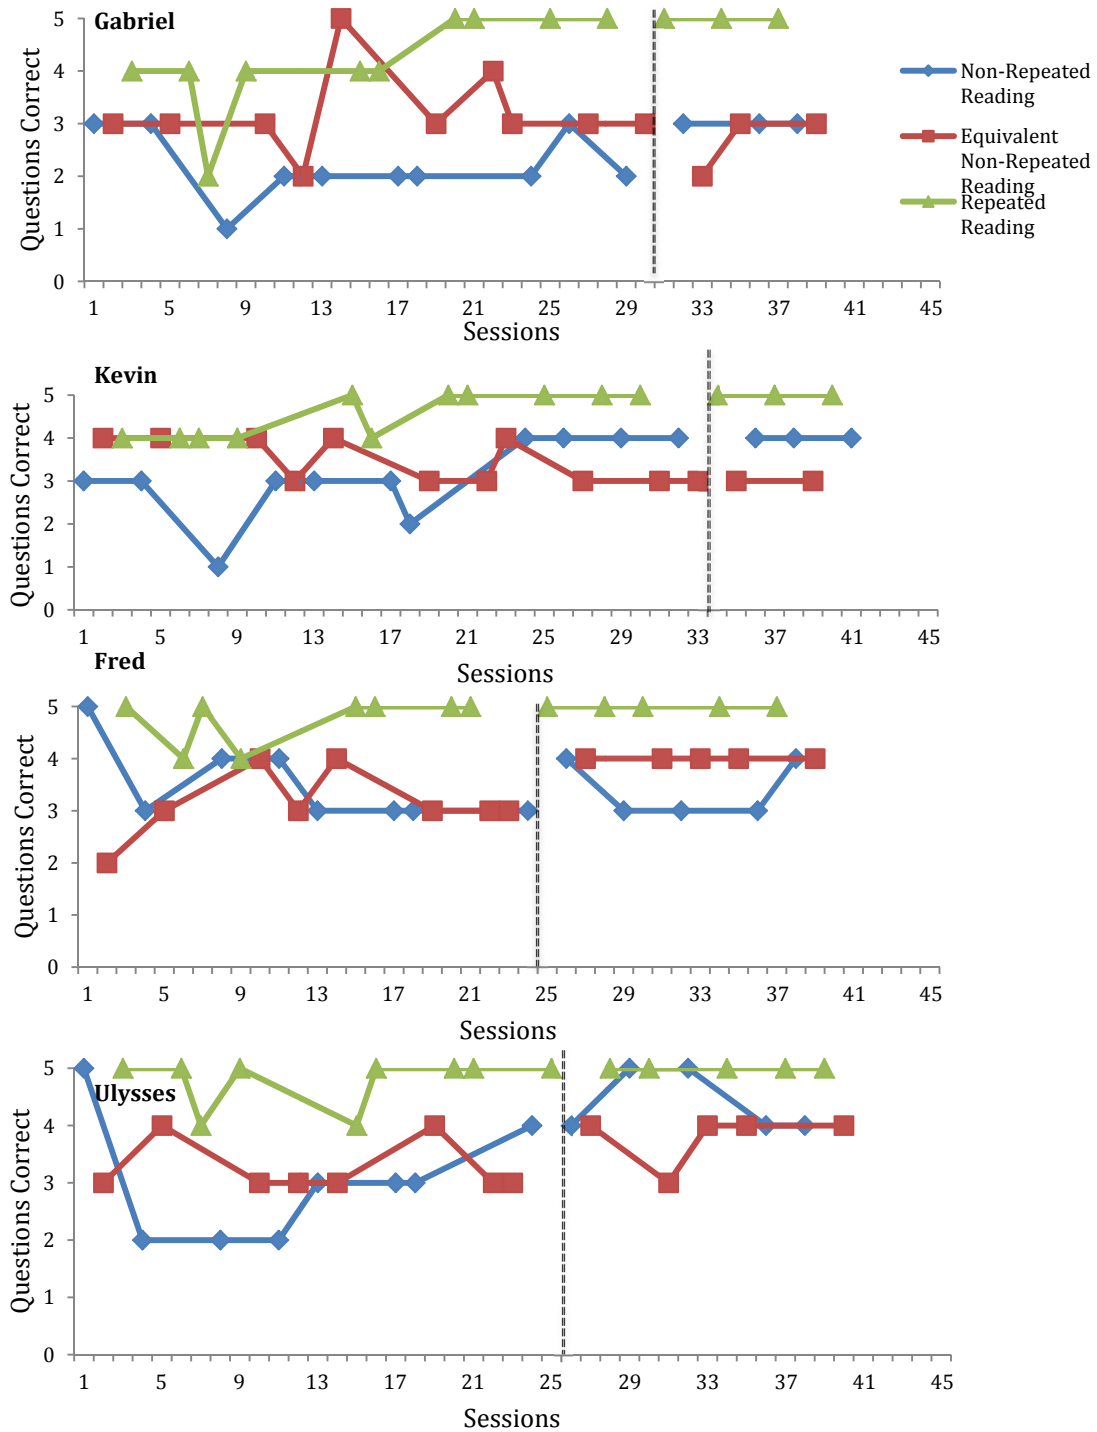 Gabriel
5
4
3
2
1
0
Questions Correct
1 5 9 13 17 21 25 29 33 37 41 45
Sessions
Non-Repeated
Reading
Equivalent
Non-Repeated
Reading
Repeated
Reading
Kevin
5
4
3
2
1
0
Questions Correct
1 5 9 13 17 21 25 29 33 37 41 45
Sessions
Fred
5
4
3
2
1
0
Questions Correct
1 5 9 13 17 21 25 29 33 37 41 45
Sessions
Ulysses
5
4
3
2
1
0
Questions Correct
1 5 9 13 17 21 25 29 33 37 41 45
Sessions